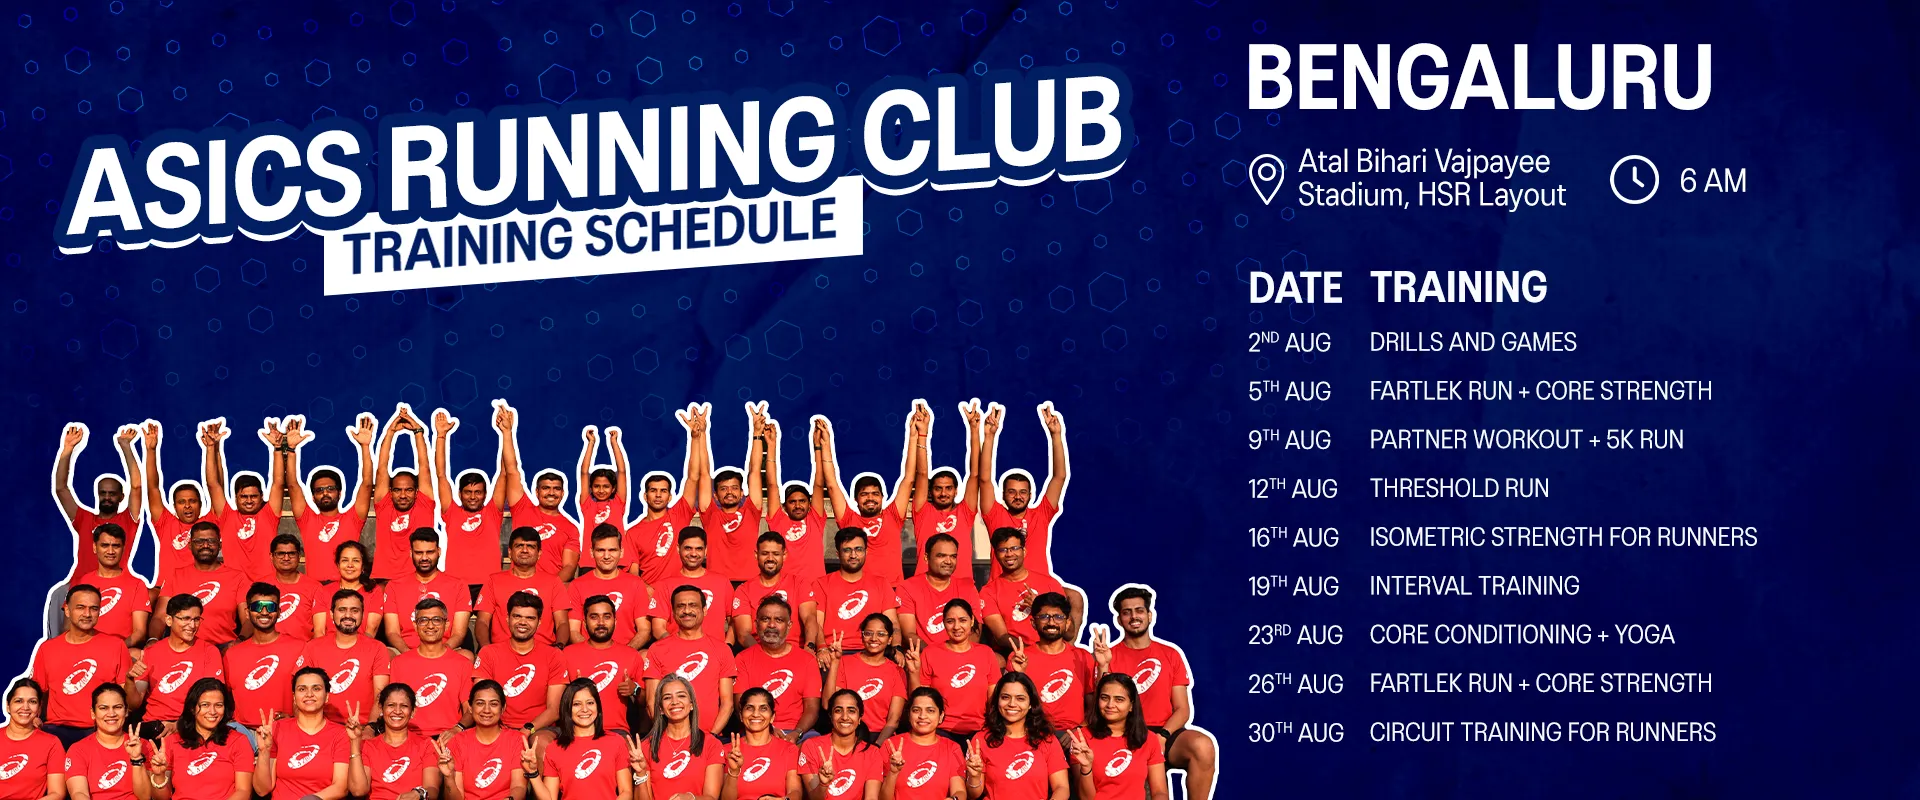 ASICS RUNNING CLUB
TRAINING SCHEDULE
BENGALURU
Atal Bihari Vajpayee
Stadium, HSR Layout
6 AM
DATE TRAINING
2ND AUG DRILLS AND GAMES
5TH AUG FARTLEK RUN + CORE STRENGTH
9TH AUG PARTNER WORKOUT + 5K RUN
12TH AUG THRESHOLD RUN
16TH AUG ISOMETRIC STRENGTH FOR RUNNERS
19TH AUG INTERVAL TRAINING
23RD AUG CORE CONDITIONING + YOGA
26TH AUG FARTLEK RUN + CORE STRENGTH
30TH AUG CIRCUIT TRAINING FOR RUNNERS